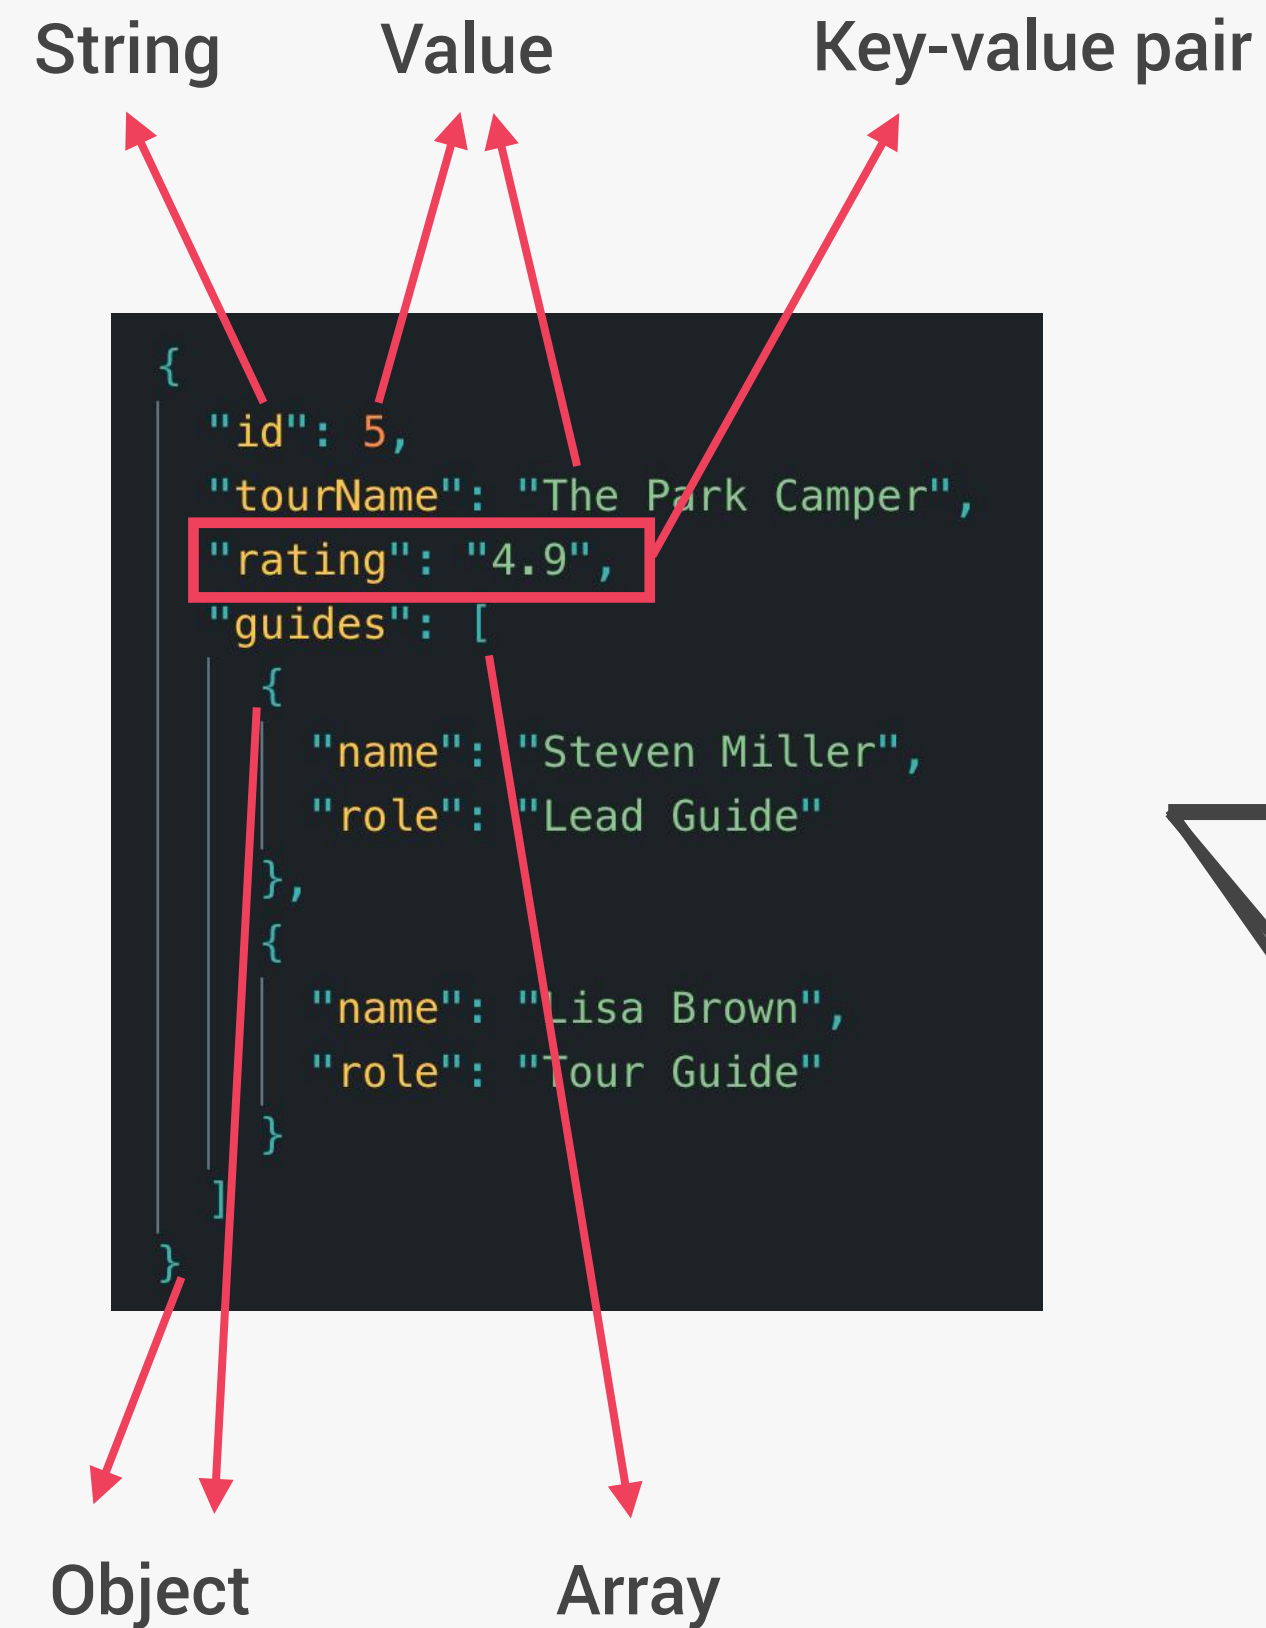 String Value Key-value pair
{
"id": 5,
"tourName": "The Park Camper",
"rating": "4.9",
"guides": [
{
"name": "Steven Miller",
"role": "Lead Guide"
},
{
"name": "Lisa Brown",
"role": "Tour Guide"
}
]
}
Object Array